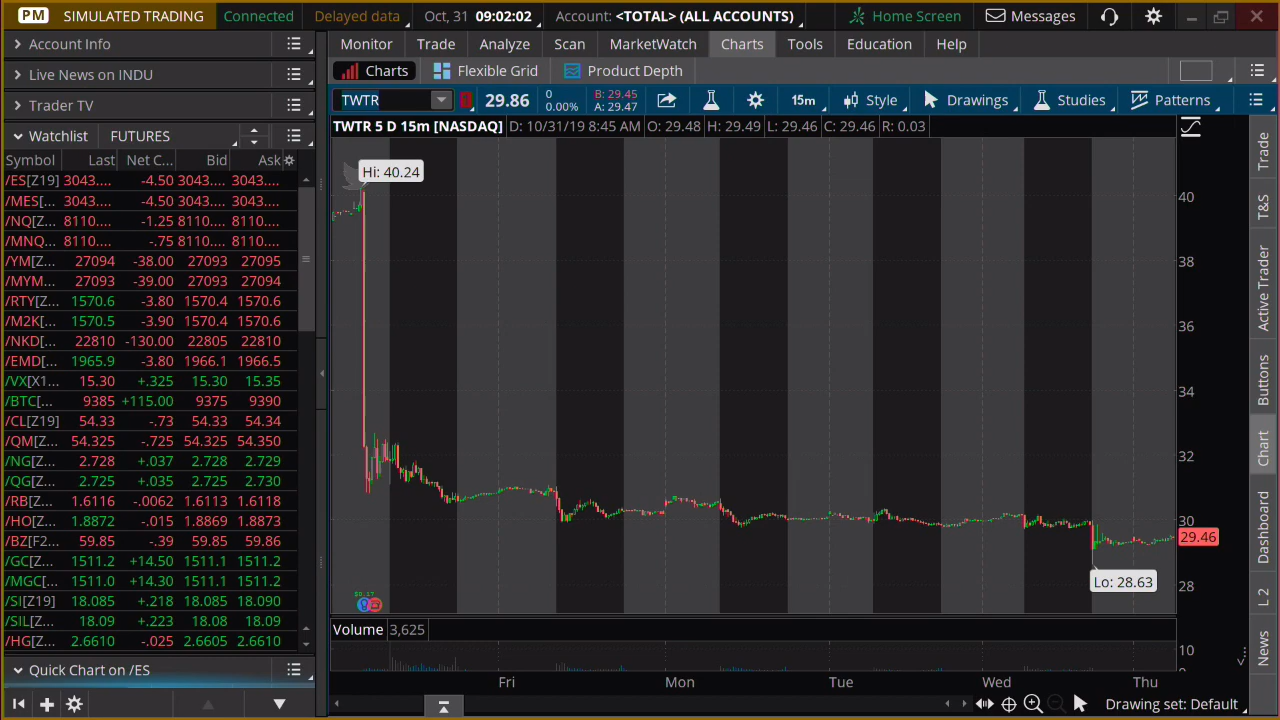 PM SIMULATED TRADING Connected Delayed data Oct, 31 09:02:02 Account: <TOTAL> (ALL ACCOUNTS) Home Screen Messages
Account Info
Live News on INDU
Trader TV
Watchlist FUTURES
Symbol Last Net C... Bid Ask
/ES[Z19] 3043.... -4.50 3043.... 3043....
/MES[... 3043.... -4.50 3043.... 3043....
/NQ[Z... 8110.... -1.25 8110.... 8110....
/MNQ... 8110.... -.75 8110.... 8110....
/YM[Z... 27094 -38.00 27093 27095
/MYM... 27093 -39.00 27093 27094
/RTY[Z... 1570.6 -3.80 1570.4 1570.6
/M2K[... 1570.5 -3.90 1570.4 1570.6
/NKD[... 22810 -130.00 22805 22810
/EMD[... 1965.9 -3.80 1966.1 1966.5
/VX[X1... 15.30 +.325 15.30 15.35
/BTC[... 9385 +115.00 9375 9390
/CL[Z19] 54.33 -.73 54.33 54.34
/QM[Z... 54.325 -.725 54.325 54.350
/NG[Z... 2.728 +.037 2.728 2.729
/QG[Z... 2.725 +.035 2.725 2.730
/RB[Z... 1.6116 -.0062 1.6113 1.6118
/HO[Z... 1.8872 -.015 1.8869 1.8873
/BZ[F2... 59.85 -.39 59.85 59.86
/GC[Z... 1511.2 +14.50 1511.1 1511.2
/MGC[... 1511.0 +14.30 1511.1 1511.2
/SI[Z19] 18.085 +.218 18.085 18.090
/SIL[Z... 18.09 +.223 18.08 18.09
/HG[Z... 2.6610 -.025 2.6605 2.6610
Quick Chart on /ES
Monitor Trade Analyze Scan MarketWatch Charts Tools Education Help
Charts Flexible Grid Product Depth
TWTR 1 29.86 0 0.00% B: 29.45 A: 29.47 15m Style Drawings Studies Patterns
TWTR 5 D 15m [NASDAQ] D: 10/31/19 8:45 AM O: 29.48 H: 29.49 L: 29.46 C: 29.46 R: 0.03
Hi: 40.24
40
38
36
34
32
30
29.46
28
Lo: 28.63
$0.17
Volume 3,625
10
Fri Mon Tue Wed Thu
Drawing set: Default
Trade
T&S
Active Trader
Buttons
Chart
Dashboard
L 2
News